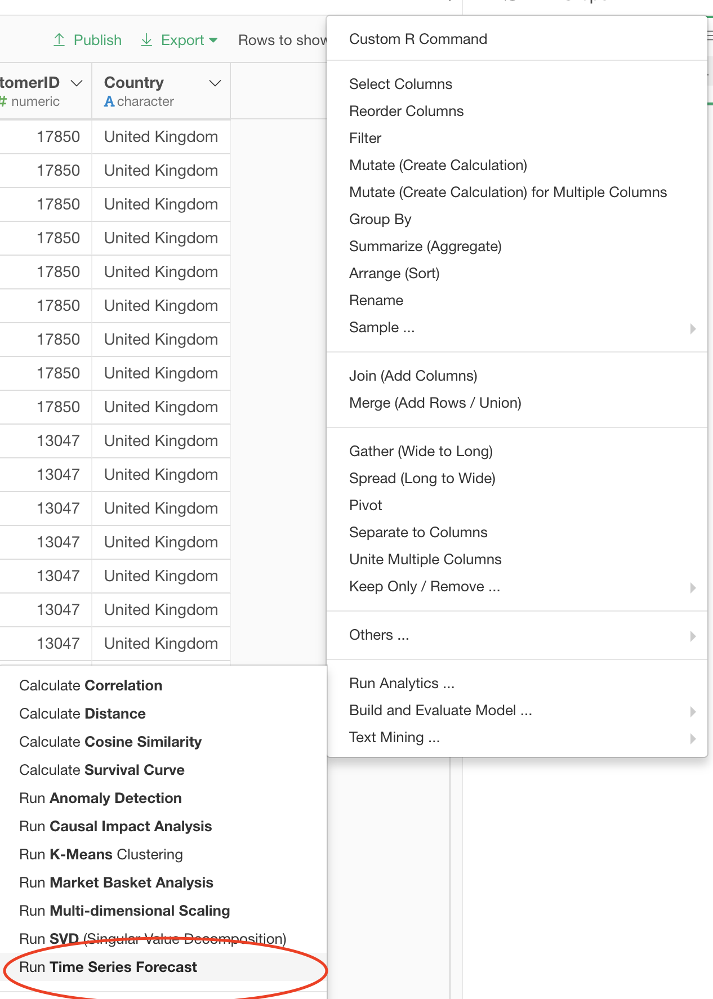 Publish Export Rows to show
tomerID Country
# numeric A character
17850 United Kingdom
17850 United Kingdom
17850 United Kingdom
17850 United Kingdom
17850 United Kingdom
17850 United Kingdom
17850 United Kingdom
17850 United Kingdom
17850 United Kingdom
13047 United Kingdom
13047 United Kingdom
13047 United Kingdom
13047 United Kingdom
13047 United Kingdom
13047 United Kingdom
13047 United Kingdom
Custom R Command
Select Columns
Reorder Columns
Filter
Mutate (Create Calculation)
Mutate (Create Calculation) for Multiple Columns
Group By
Summarize (Aggregate)
Arrange (Sort)
Rename
Sample ...
Join (Add Columns)
Merge (Add Rows / Union)
Gather (Wide to Long)
Spread (Long to Wide)
Pivot
Separate to Columns
Unite Multiple Columns
Keep Only / Remove ...
Others ...
Run Analytics ...
Build and Evaluate Model ...
Text Mining ...
Calculate Correlation
Calculate Distance
Calculate Cosine Similarity
Calculate Survival Curve
Run Anomaly Detection
Run Causal Impact Analysis
Run K-Means Clustering
Run Market Basket Analysis
Run Multi-dimensional Scaling
Run SVD (Singular Value Decomposition)
Run Time Series Forecast